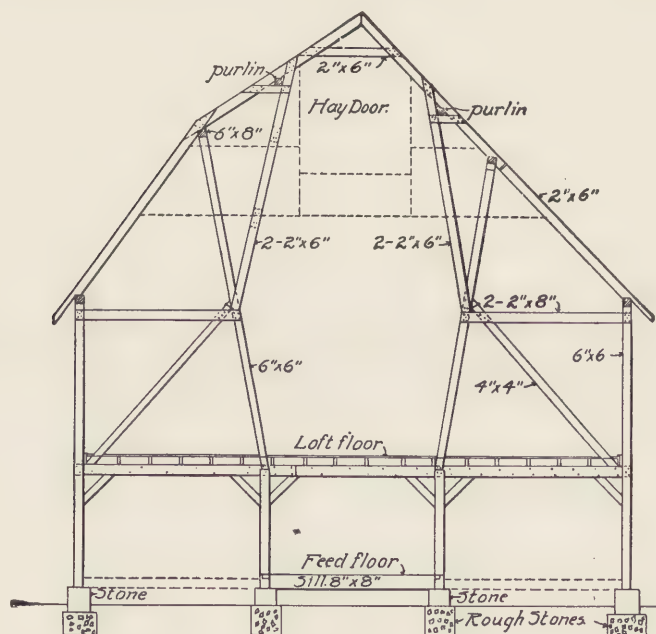 purlin
2"x6"
Hay Door.
purlin
6"x8"
2"x6"
2-2"x6"
2-2"x6"
2-2"x8"
6"x6"
6"x6
4"x4"
Loft floor
Feed floor
Sill. 8"x8"
Stone
Stone
Rough Stones